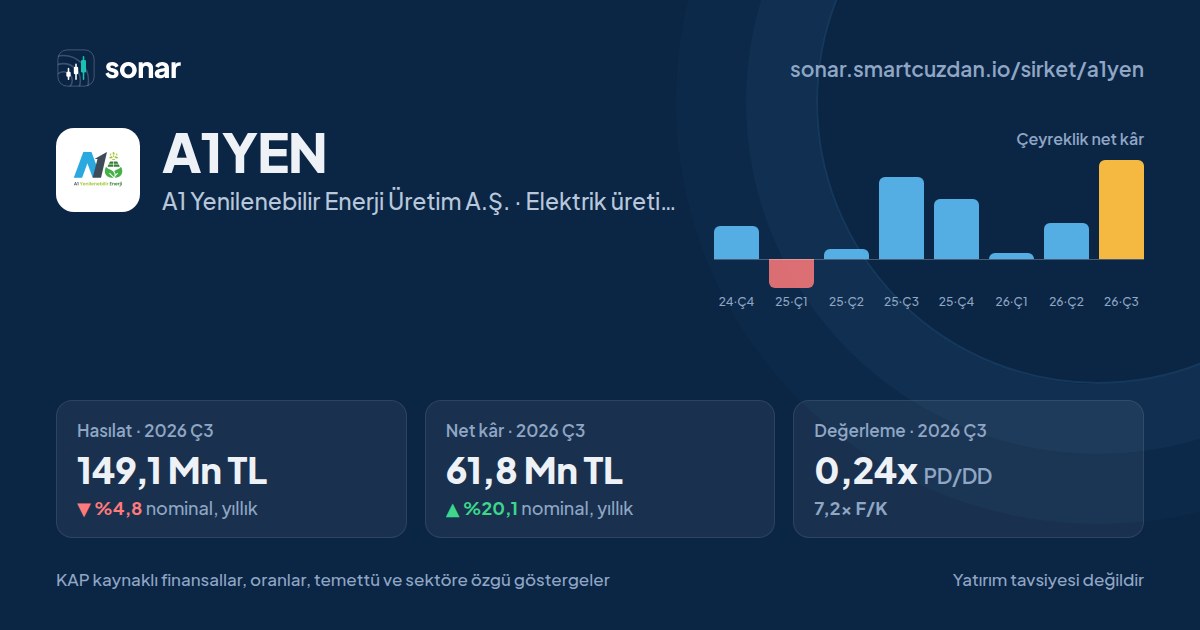 sonar
sonar.smartcuzdan.io/sirket/a1yen
A1YEN
A1 Yenilenebilir Enerji Üretim A.Ş. · Elektrik üreti…
A1 Yenilenebilir Enerji
Çeyreklik net kâr
24·Ç4 25·Ç1 25·Ç2 25·Ç3 25·Ç4 26·Ç1 26·Ç2 26·Ç3
Hasılat · 2026 Ç3
149,1 Mn TL
▼ %4,8 nominal, yıllık
Net kâr · 2026 Ç3
61,8 Mn TL
▲ %20,1 nominal, yıllık
Değerleme · 2026 Ç3
0,24x PD/DD
7,2× F/K
KAP kaynaklı finansallar, oranlar, temettü ve sektöre özgü göstergeler
Yatırım tavsiyesi değildir